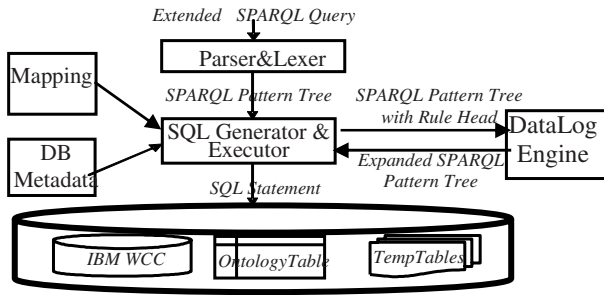 Extended SPARQL Query
Parser&Lexer
Mapping
SPARQL Pattern Tree
SPARQL Pattern Tree
with Rule Head
SQL Generator &
Executor
DataLog
Engine
DB
Metadata
Expanded SPARQL
Pattern Tree
SQL Statement
IBM WCC
OntologyTable
TempTables